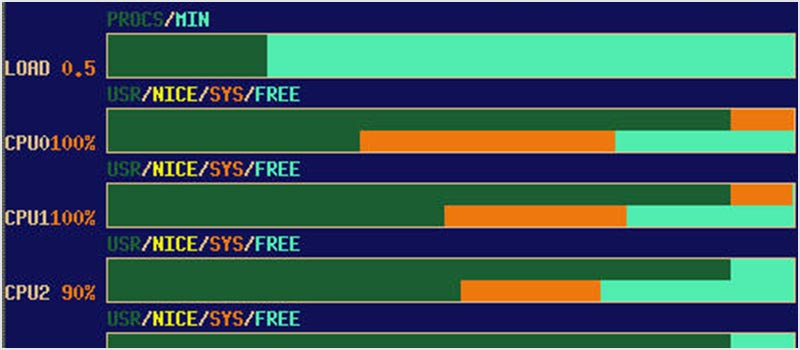 PROCS/MIN
LOAD 0.5
USR/NICE/SYS/FREE
CPU0100%
USR/NICE/SYS/FREE
CPU1100%
USR/NICE/SYS/FREE
CPU2 90%
USR/NICE/SYS/FREE